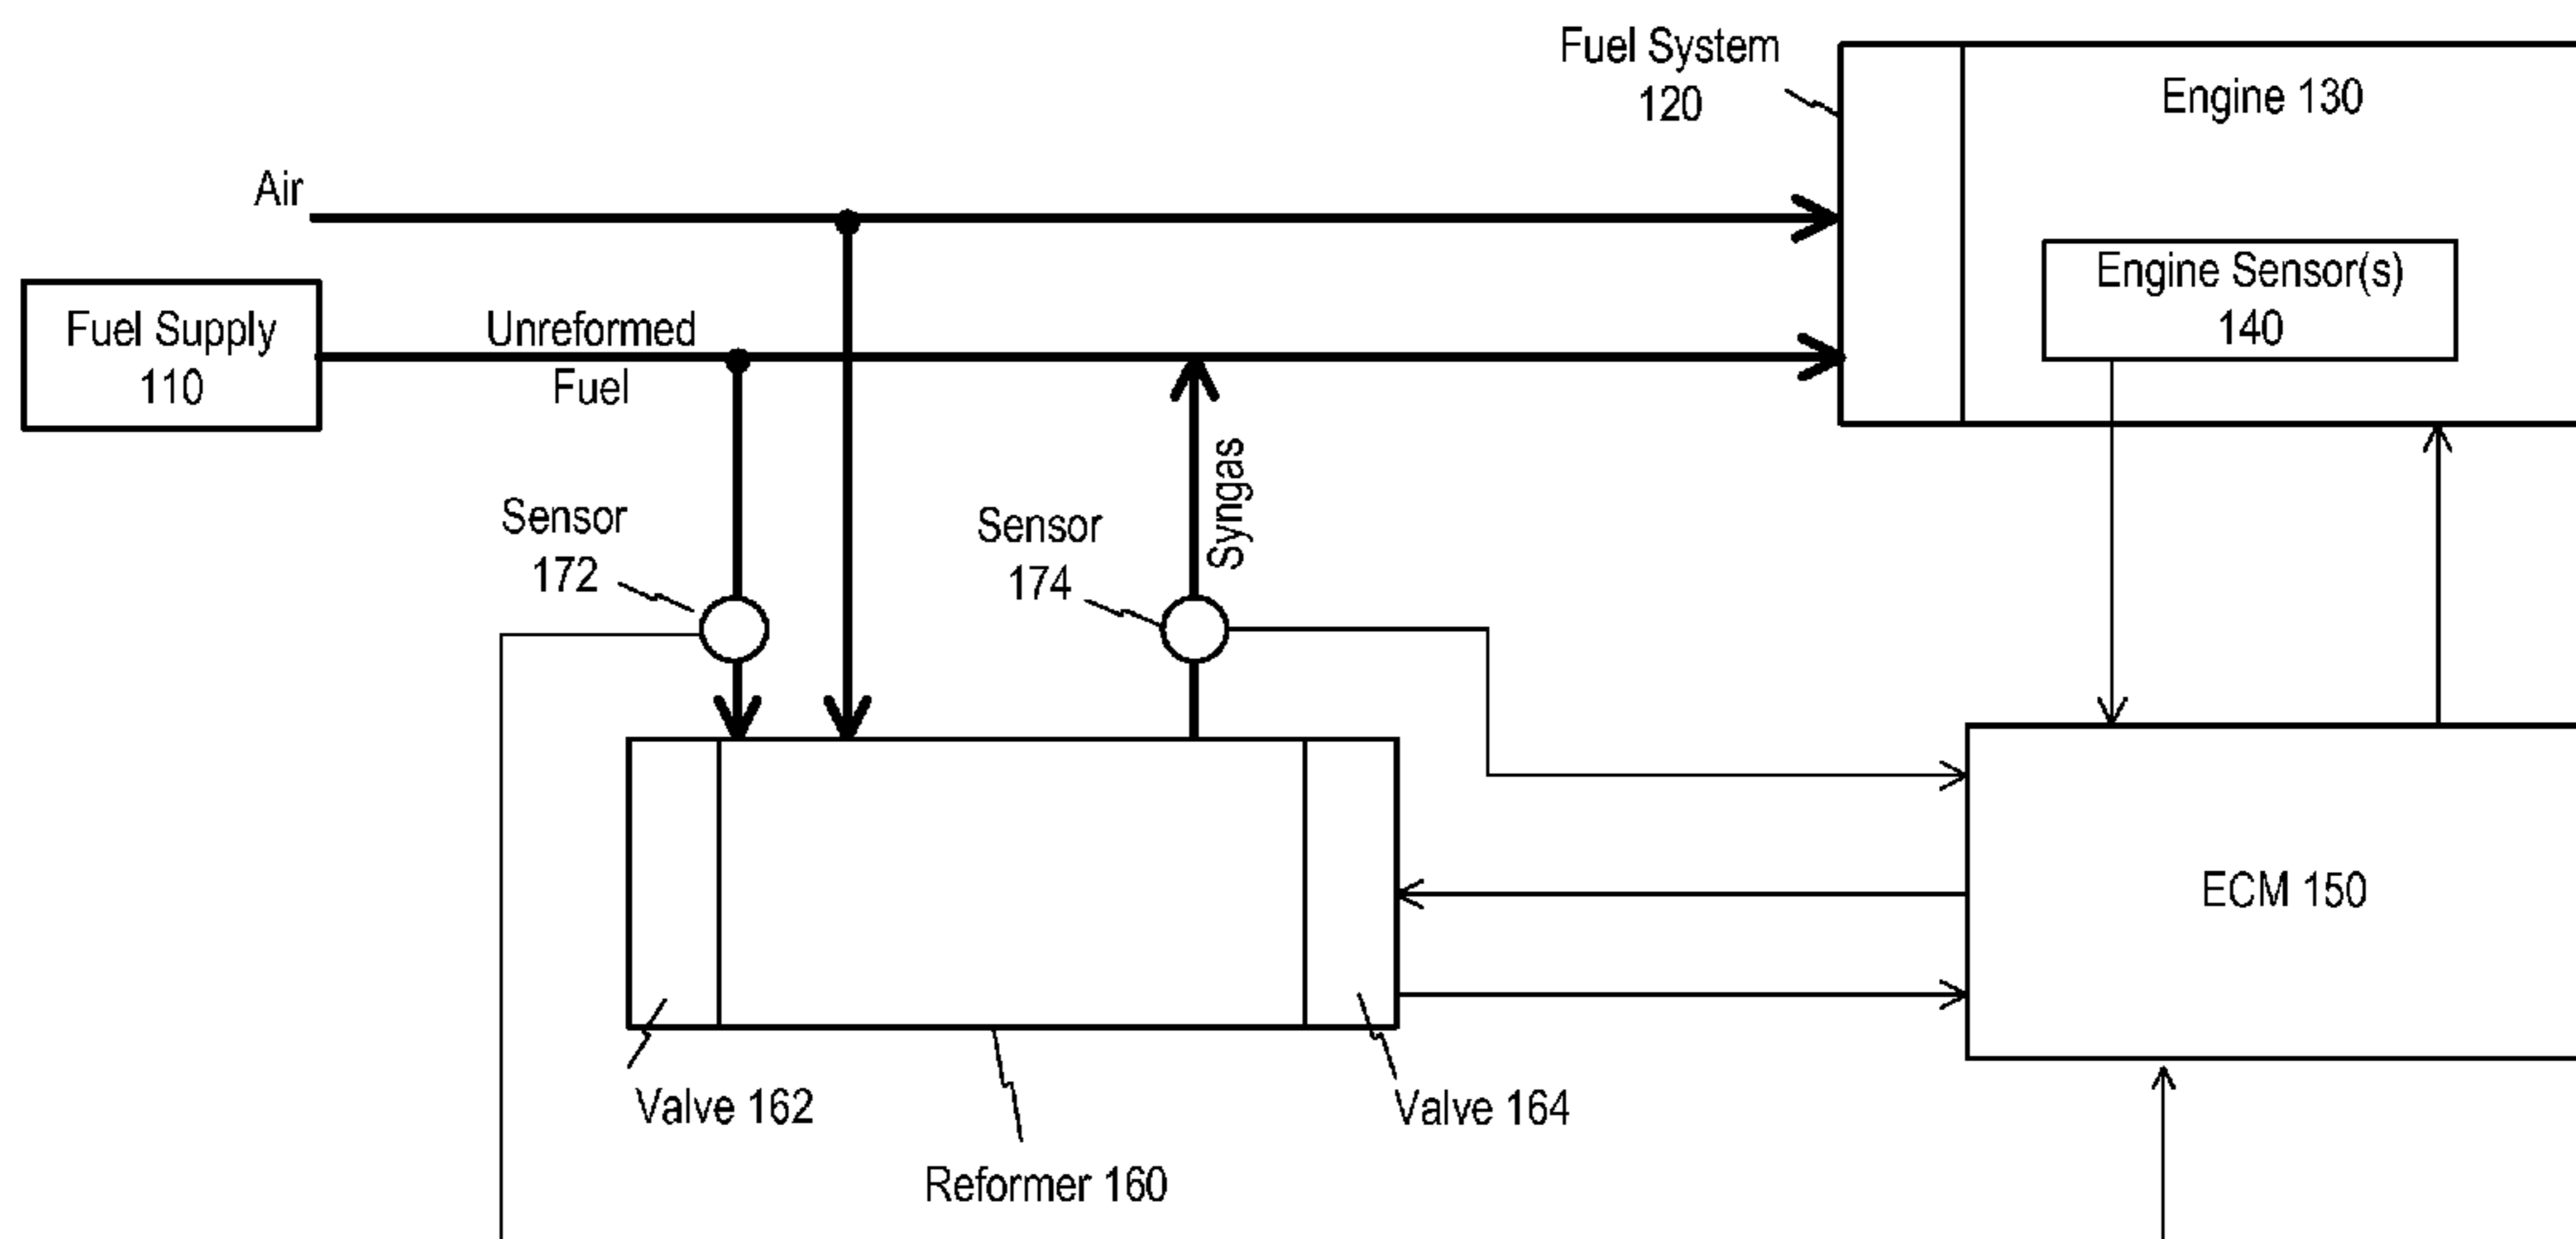 Fuel System
120
Engine 130
Air
Engine Sensor(s)
140
Fuel Supply
110
Unreformed
Fuel
Syngas
Sensor
172
Sensor
174
ECM 150
Valve 162
Valve 164
Reformer 160